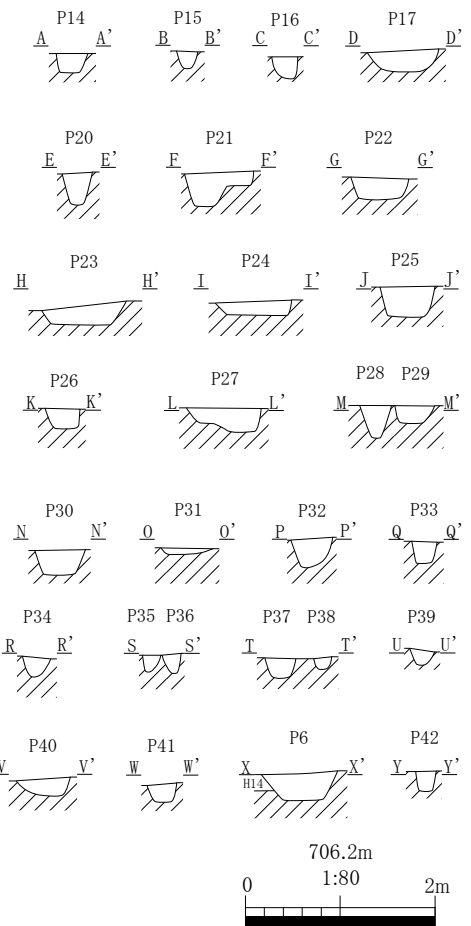 P14 P15 P16 P17
A A' B B' C C' D D'
P20 P21 P22
E E' F F' G G'
P23 P24 P25
H H' I I' J J'
P26 P27 P28 P29
K K' L L' M M'
P30 P31 P32 P33
N N' O O' P P' Q Q'
P34 P35 P36 P37 P38 P39
R R' S S' T T' U U'
P40 P41 P6 P42
V V' W W' X X' Y Y'
H14
706.2m
0 1:80 2m